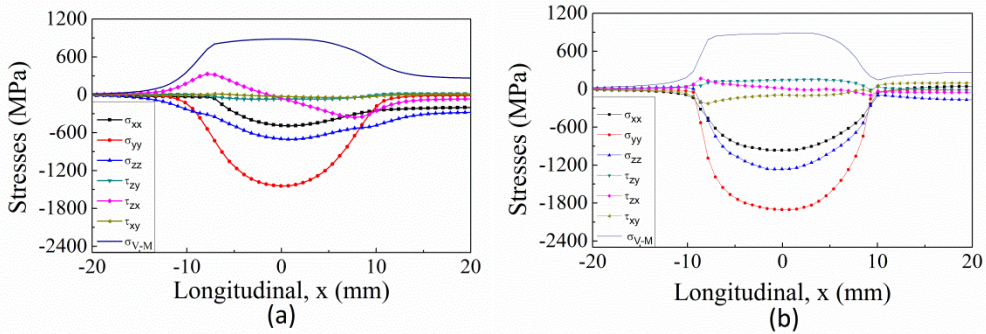 1200
600
0
-600
-1200
-1800
-2400
Stresses (MPa)
σxx
σyy
σzz
τzy
τzx
τxy
σV-M
-20 -10 0 10 20
Longitudinal, x (mm)
(a)
1200
600
0
-600
-1200
-1800
-2400
Stresses (MPa)
σxx
σyy
σzz
τzy
τzx
τxy
σV-M
-20 -10 0 10 20
Longitudinal, x (mm)
(b)